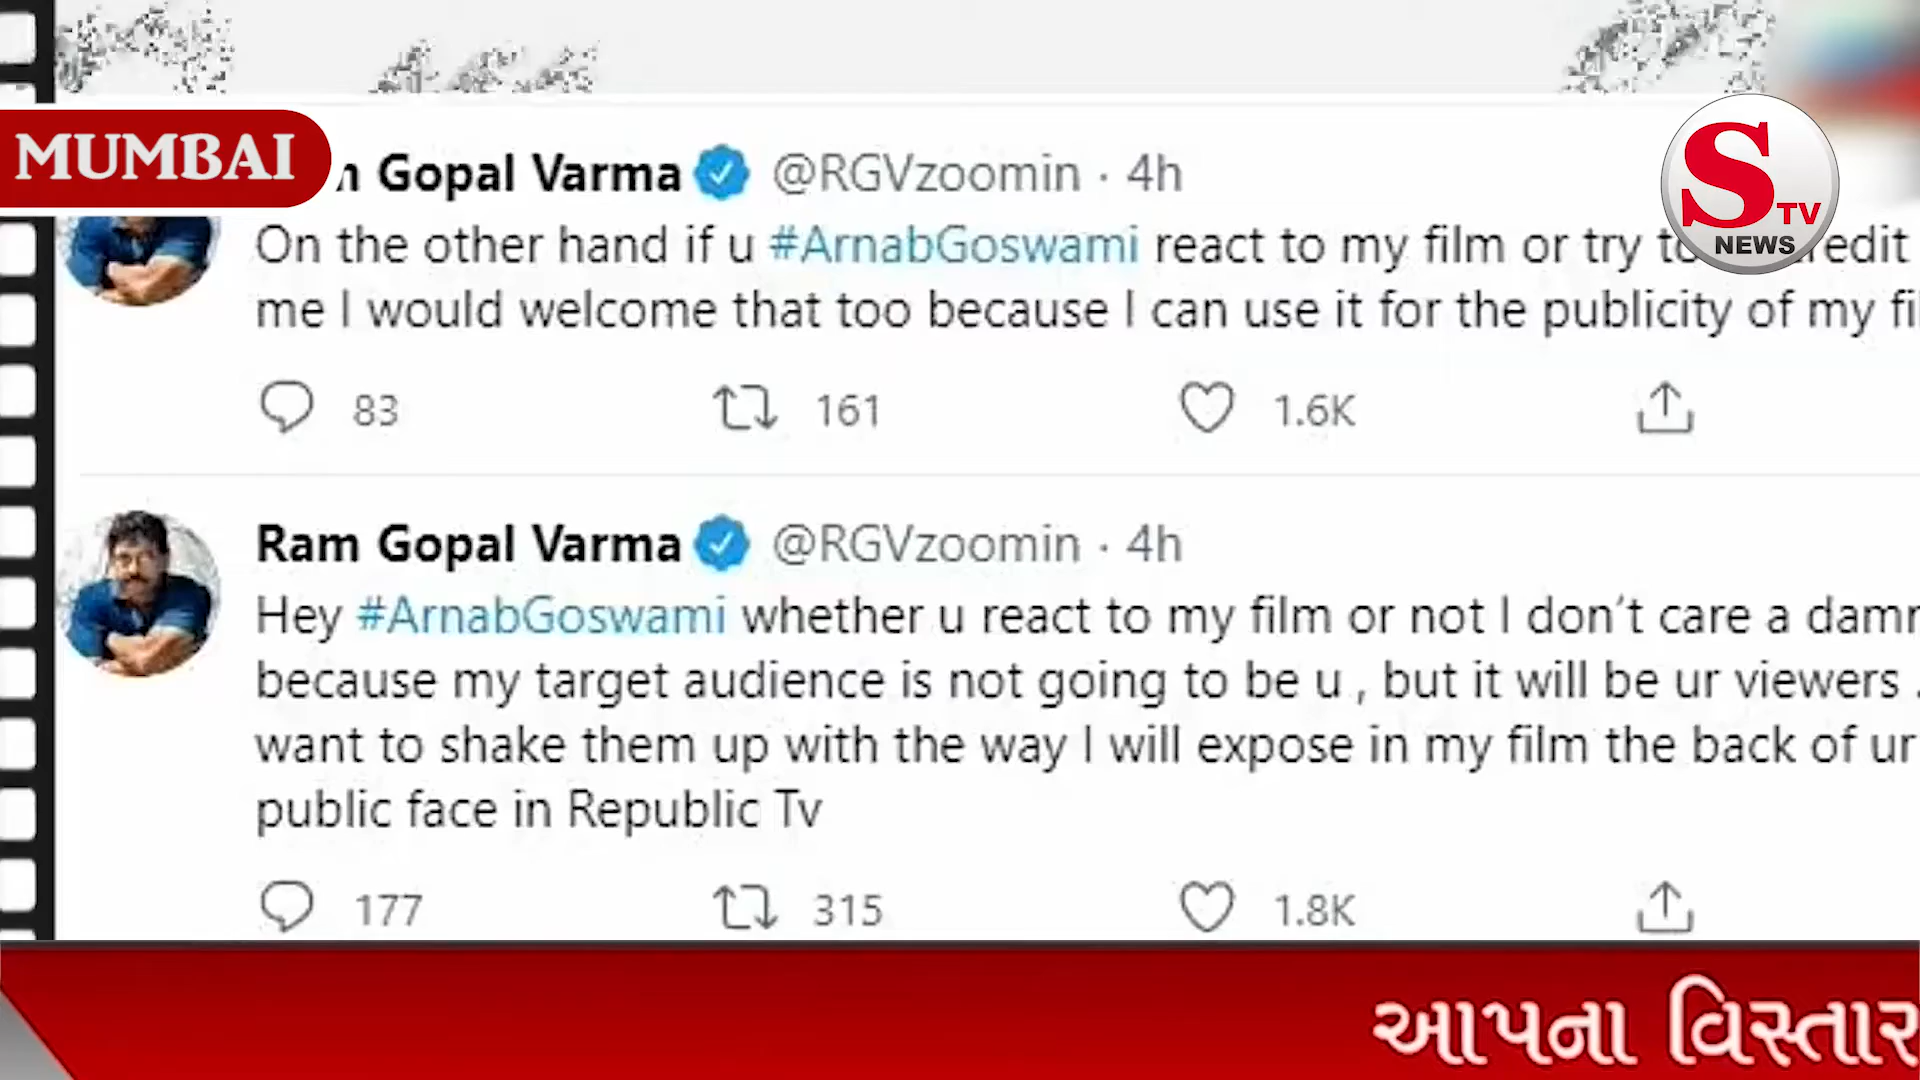 MUMBAI
Gopal Varma @RGVzoomin · 4h
S TV NEWS
On the other hand if u #ArnabGoswami react to my film or try
me I would welcome that too because I can use it for the publicity of my
83 161 1.6K
Ram Gopal Varma @RGVzoomin · 4h
Hey #ArnabGoswami whether u react to my film or not I don't care a damn
because my target audience is not going to be u , but it will be ur viewers .
want to shake them up with the way I will expose in my film the back of ur
public face in Republic Tv
177 315 1.8K
આપના વિસ્તાર